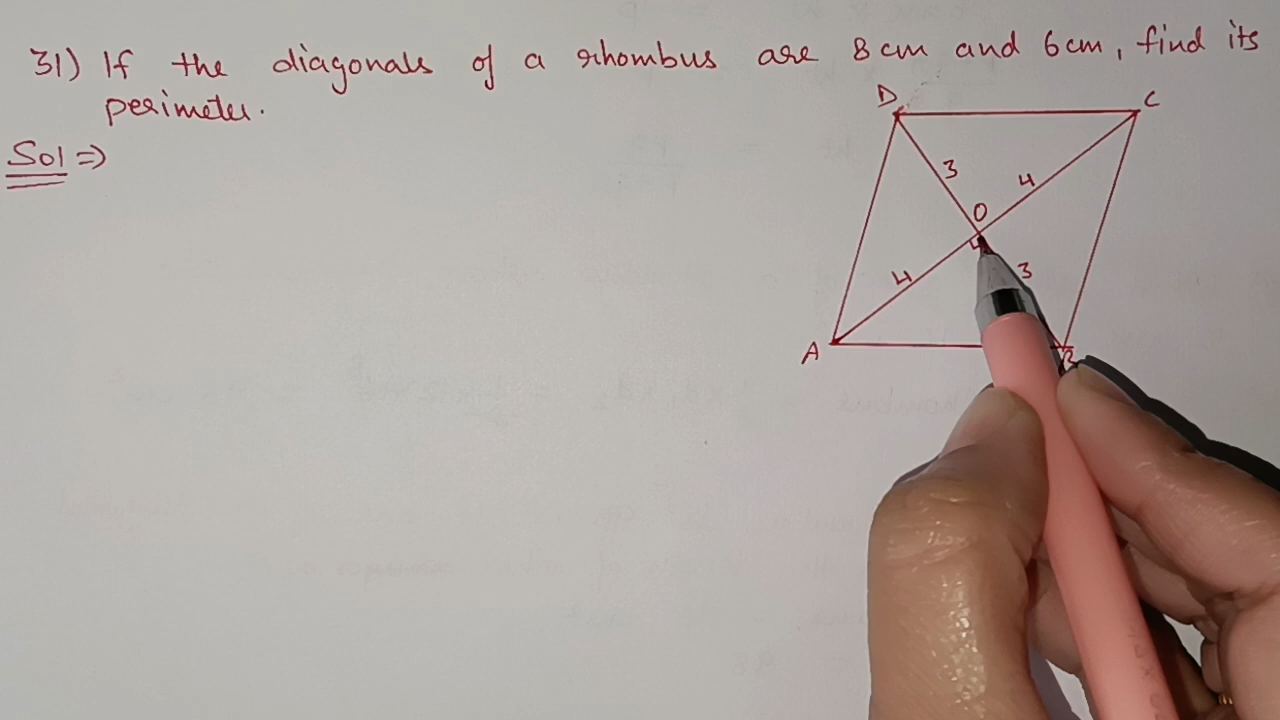 31) If the diagonals of a rhombus are 8 cm and 6 cm, find its
perimeter.
Sol ⇒
D
C
3
4
O
4
3
A
B